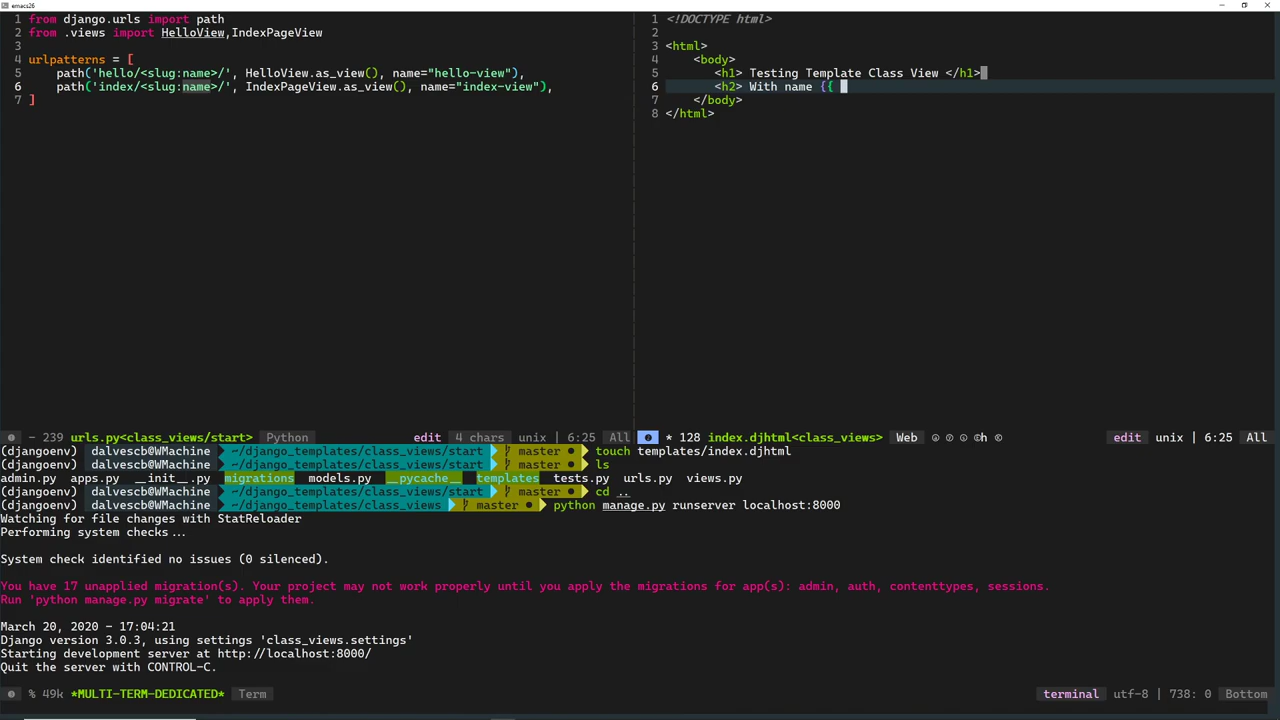 emacs26
1 from django.urls import path
2 from .views import HelloView,IndexPageView
3
4 urlpatterns = [
5     path('hello/<slug:name>/', HelloView.as_view(), name="hello-view"),
6     path('index/<slug:name>/', IndexPageView.as_view(), name="index-view"),
7 ]
- 239 urls.py<class_views/start> Python edit 4 chars unix | 6:25 All
1 <!DOCTYPE html>
2
3 <html>
4     <body>
5         <h1> Testing Template Class View </h1>
6         <h2> With name {{
7     </body>
8 </html>
* 128 index.djhtml<class_views> Web edit unix | 6:25 All
(djangoenv) dalvescb@WMachine ~/django_templates/class_views/start master ● touch templates/index.djhtml
(djangoenv) dalvescb@WMachine ~/django_templates/class_views/start master ● ls
admin.py apps.py __init__.py migrations models.py __pycache__ templates tests.py urls.py views.py
(djangoenv) dalvescb@WMachine ~/django_templates/class_views/start master ● cd ..
(djangoenv) dalvescb@WMachine ~/django_templates/class_views master ● python manage.py runserver localhost:8000
Watching for file changes with StatReloader
Performing system checks...
System check identified no issues (0 silenced).
You have 17 unapplied migration(s). Your project may not work properly until you apply the migrations for app(s): admin, auth, contenttypes, sessions.
Run 'python manage.py migrate' to apply them.
March 20, 2020 - 17:04:21
Django version 3.0.3, using settings 'class_views.settings'
Starting development server at http://localhost:8000/
Quit the server with CONTROL-C.
% 49k *MULTI-TERM-DEDICATED* Term terminal utf-8 | 738: 0 Bottom